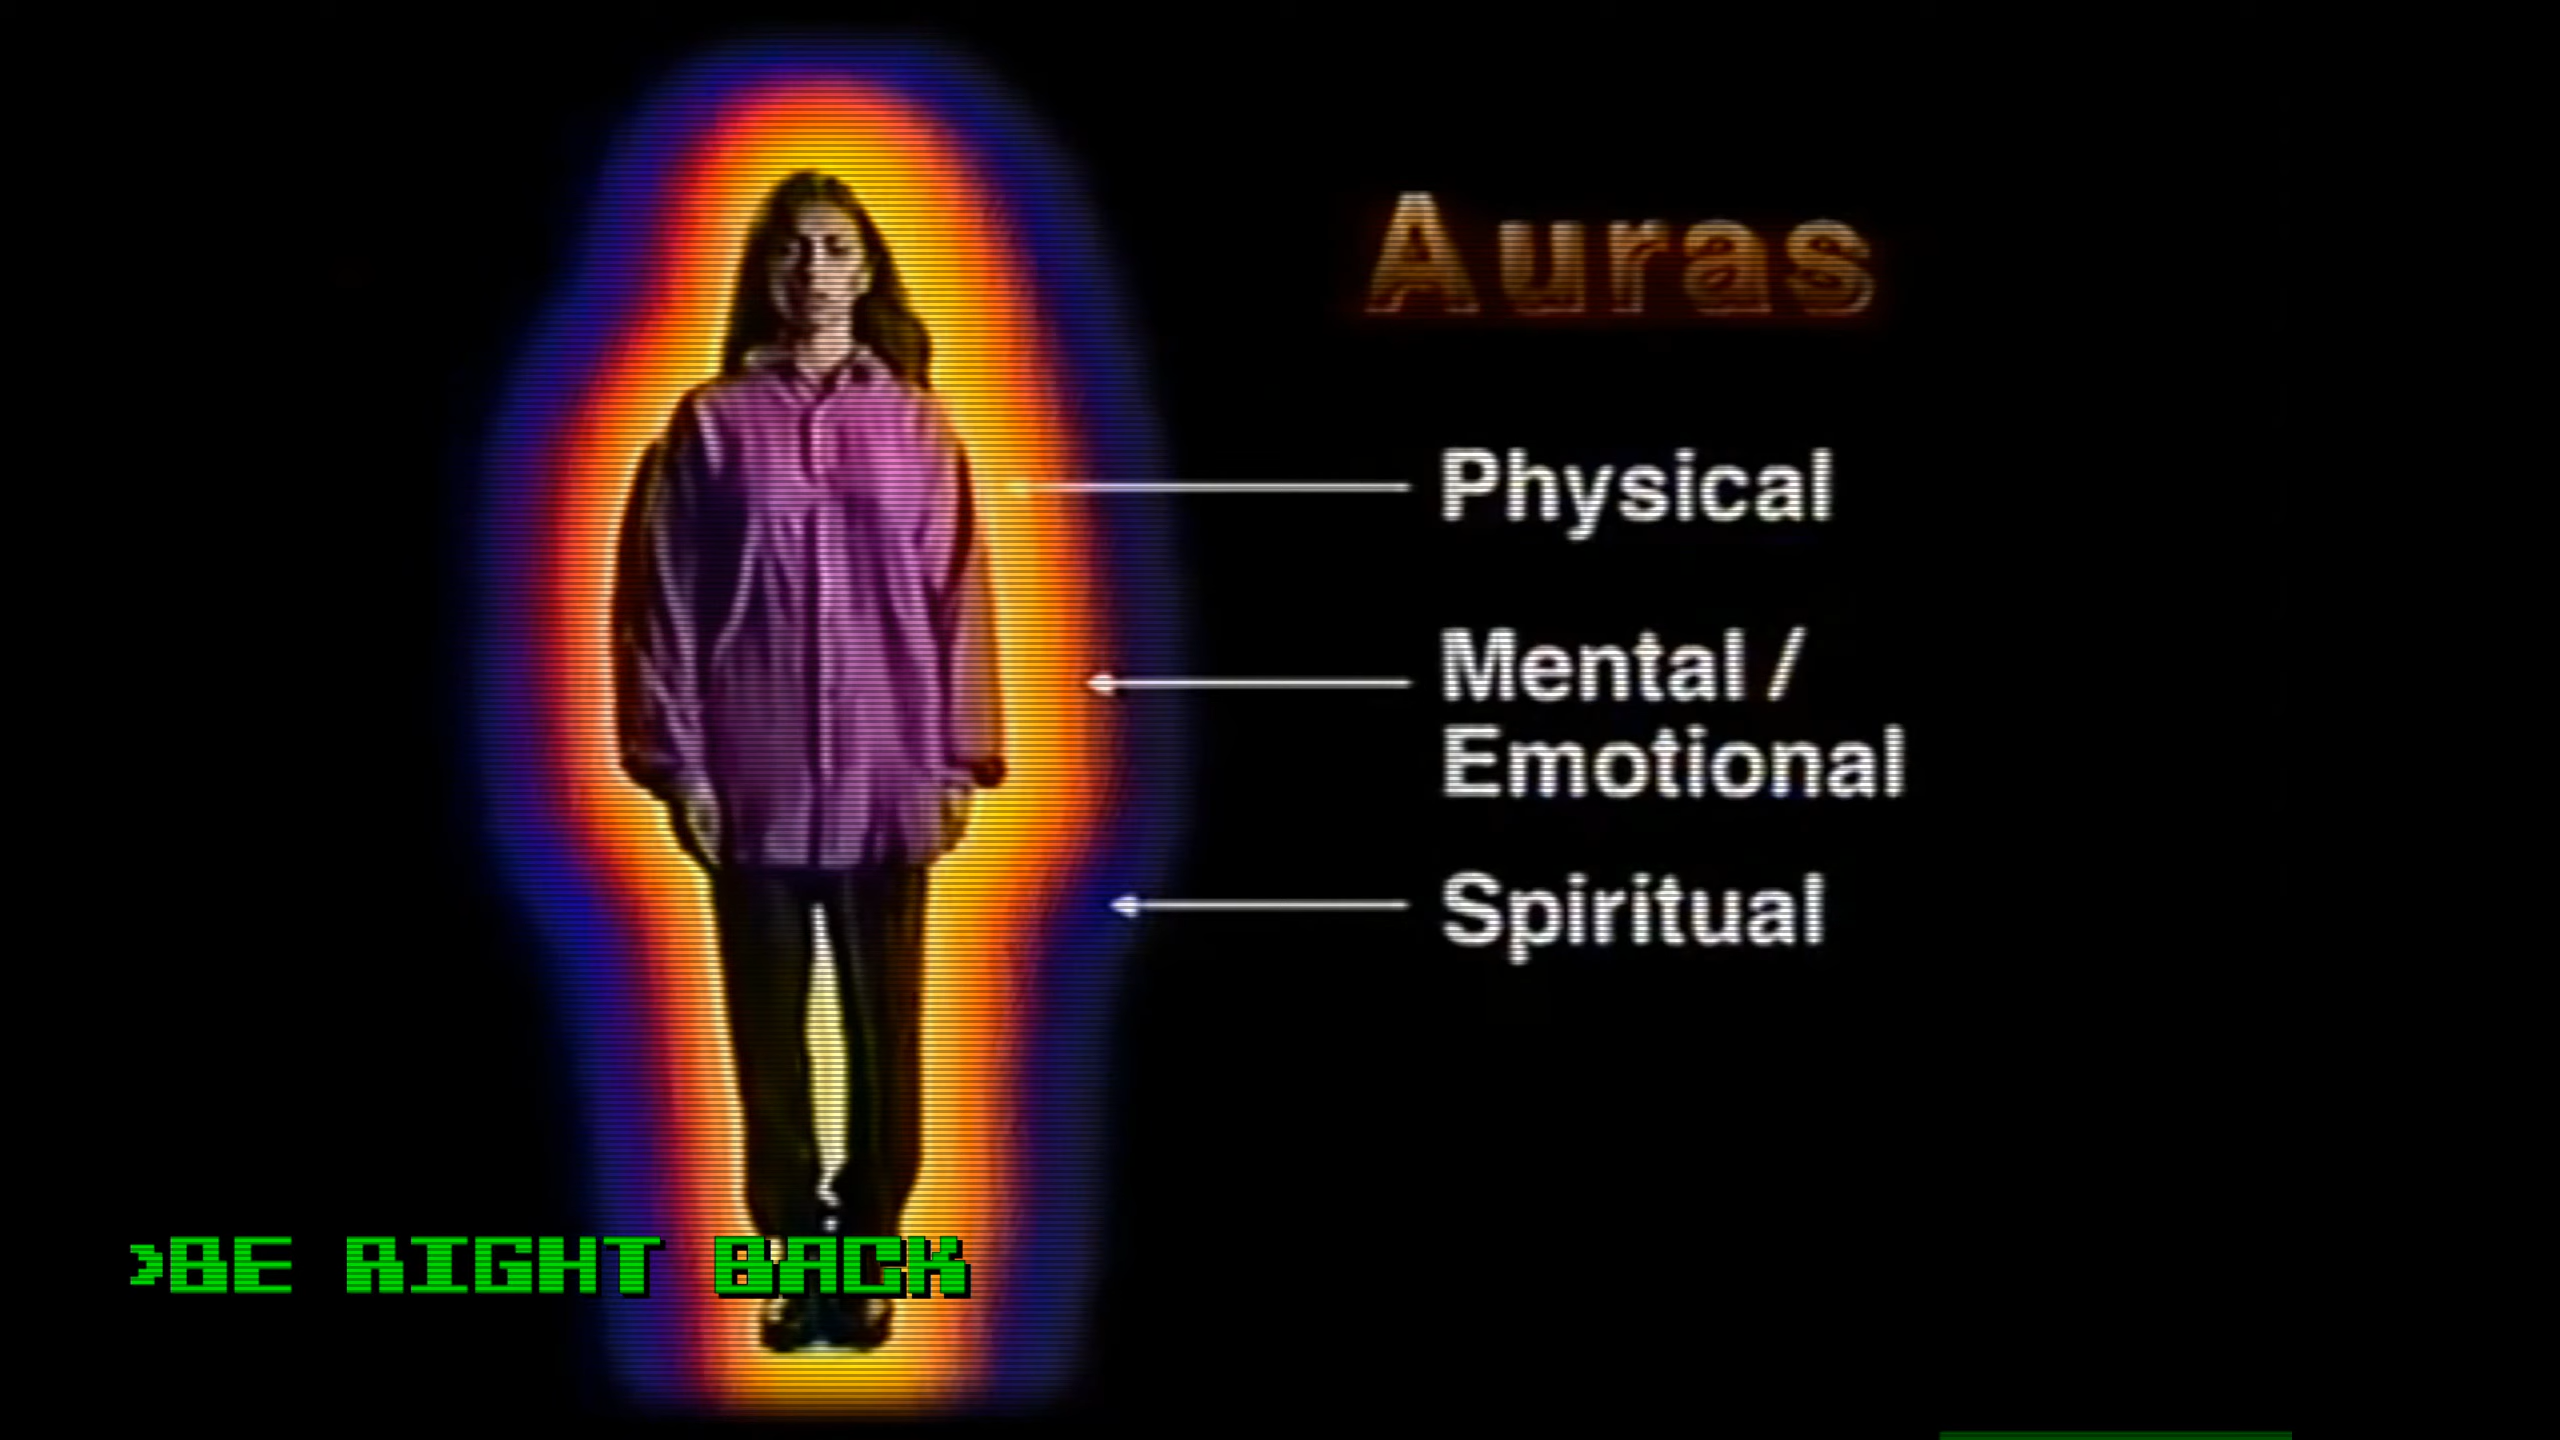 Auras
Physical
Mental /
Emotional
Spiritual
>BE RIGHT BACK